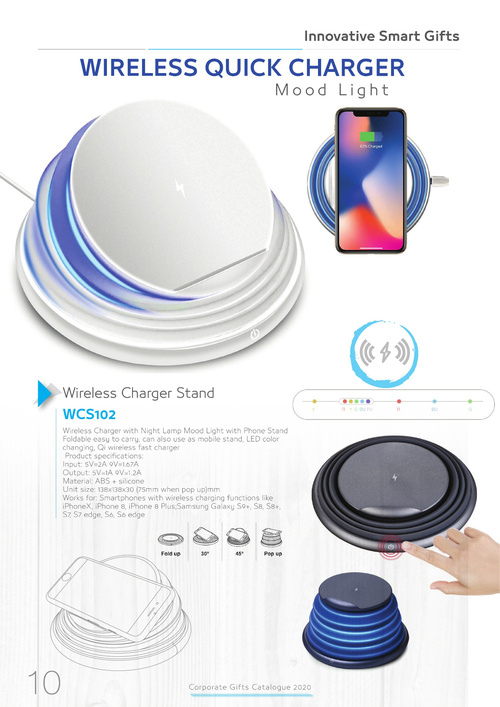 Innovative Smart Gifts
WIRELESS QUICK CHARGER
Mood Light
Wireless Charger Stand
WCS102
Wireless Charger with Night Lamp Mood Light with Phone Stand
Foldable easy to carry, can also use as mobile stand, LED color
changing, Qi wireless fast charger
Product specifications:
Input: 5V=2A 9V=1.67A
Output: 5V=1A 9V=1.2A
Material: ABS + silicone
Unit size: 138x138x30 (75mm when pop up)mm
Works for: Smartphones with wireless charging functions like
iPhoneX, iPhone 8, iPhone 8 Plus;Samsung Galaxy S9+, S8, S8+,
S7, S7 edge, S6, S6 edge
Fold up
30°
45°
Pop up
10
Corporate Gifts Catalogue 2020